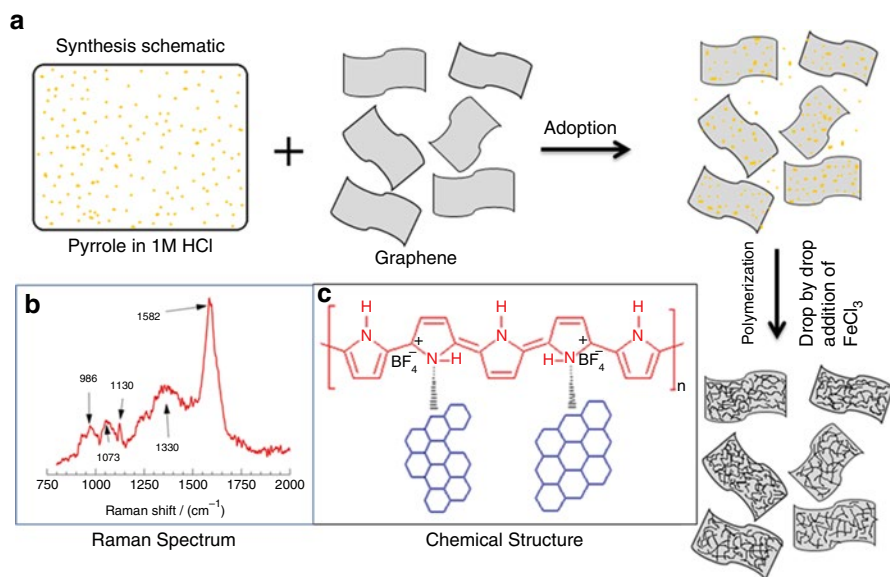 a
Synthesis schematic
Pyrrole in 1M HCl
+
Graphene
Adoption
Polymerization
Drop by drop
addition of
FeCl₃
b
1582
986
1130
1073
1330
750 1000 1250 1500 1750 2000
Raman shift / (cm⁻¹)
Raman Spectrum
c
H H H
N N N
+ +
BF₄⁻ N-H H-N BF₄⁻
n
Chemical Structure